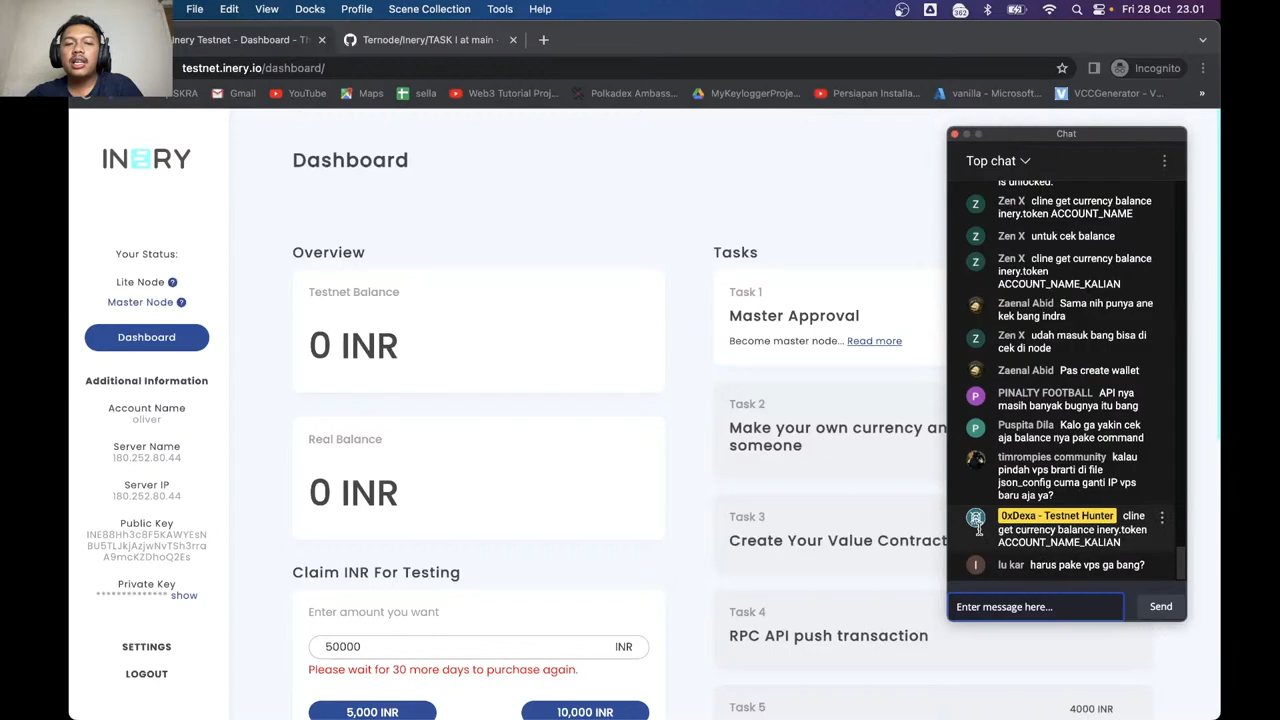 File Edit View Docks Profile Scene Collection Tools Help
362
Fri 28 Oct 23.01
Inery Testnet - Dashboard - Th
Ternode/Inery/TASK I at main -
testnet.inery.io/dashboard/
Incognito
Gmail
YouTube
Maps
sella
Web3 Tutorial Proj...
Polkadex Ambass...
MyKeyloggerProje...
Persiapan Installa...
vanilla - Microsoft...
VCCGenerator - V...
INERY
Your Status:
Lite Node ?
Master Node ?
Dashboard
Additional Information
Account Name
oliver
Server Name
180.252.80.44
Server IP
180.252.80.44
Public Key
INE88Hh3c8F5KAWYEsN
BU5TLJkjAzjwNvTSh3rra
A9mcKZDhoQ2Es
Private Key
************** show
SETTINGS
LOGOUT
Dashboard
Overview
Testnet Balance
0 INR
Real Balance
0 INR
Claim INR For Testing
Enter amount you want
50000 INR
Please wait for 30 more days to purchase again.
5,000 INR
10,000 INR
Tasks
Task 1
Master Approval
Become master node... Read more
Task 2
Make your own currency an
someone
Task 3
Create Your Value Contract
Task 4
RPC API push transaction
Task 5
4000 INR
Chat
Top chat
is unlocked.
Z Zen X cline get currency balance
inery.token ACCOUNT_NAME
Z Zen X untuk cek balance
Z Zen X cline get currency balance
inery.token
ACCOUNT_NAME_KALIAN
Zaenal Abid Sama nih punya ane
kek bang indra
Z Zen X udah masuk bang bisa di
cek di node
Zaenal Abid Pas create wallet
P PINALTY FOOTBALL API nya
masih banyak bugnya itu bang
P Puspita Dila Kalo ga yakin cek
aja balance nya pake command
timrompies community kalau
pindah vps brarti di file
json_config cuma ganti IP vps
baru aja ya?
0xDexa - Testnet Hunter cline
get currency balance inery.token
ACCOUNT_NAME_KALIAN
I lu kar harus pake vps ga bang?
Enter message here...
Send